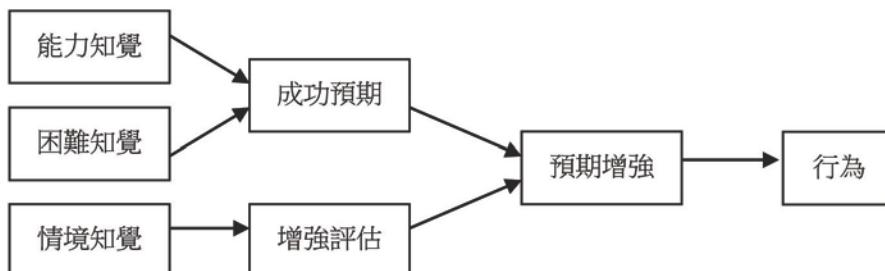 能力知覺
成功預期
困難知覺
預期增強
行為
情境知覺
增強評估